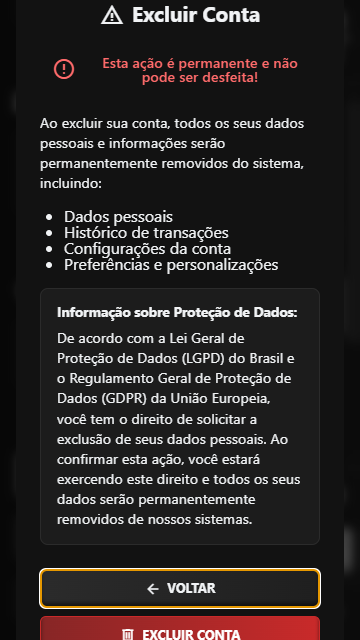 Excluir Conta
Esta ação é permanente e não
pode ser desfeita!
Ao excluir sua conta, todos os seus dados
pessoais e informações serão
permanentemente removidos do sistema,
incluindo:
Dados pessoais
Histórico de transações
Configurações da conta
Preferências e personalizações
Informação sobre Proteção de Dados:
De acordo com a Lei Geral de
Proteção de Dados (LGPD) do Brasil e
o Regulamento Geral de Proteção de
Dados (GDPR) da União Europeia,
você tem o direito de solicitar a
exclusão de seus dados pessoais. Ao
confirmar esta ação, você estará
exercendo este direito e todos os seus
dados serão permanentemente
removidos de nossos sistemas.
VOLTAR
EXCLUIR CONTA